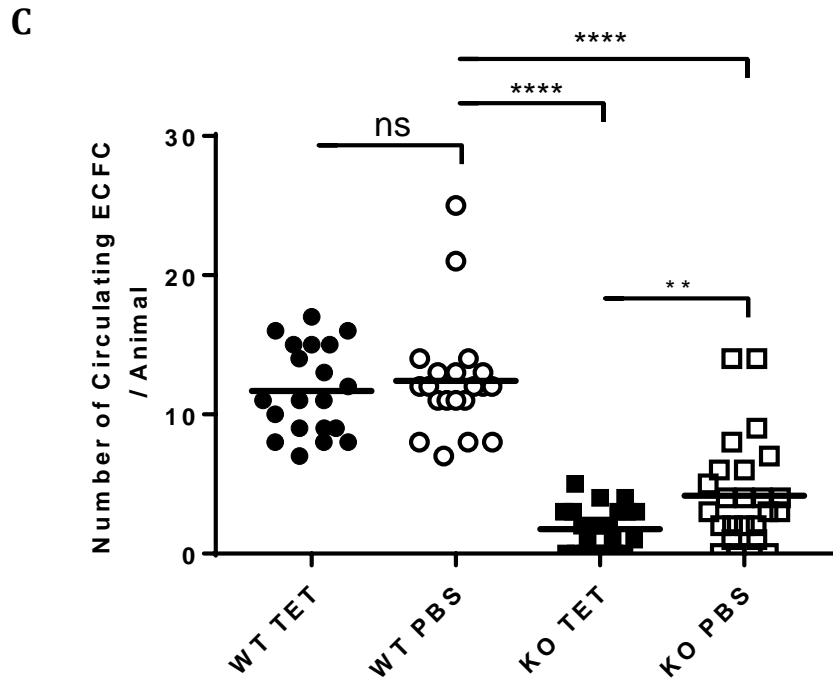 C
****
****
ns
**
30
20
10
0
Number of Circulating ECFC
/ Animal
WT TET
WT PBS
KO TET
KO PBS